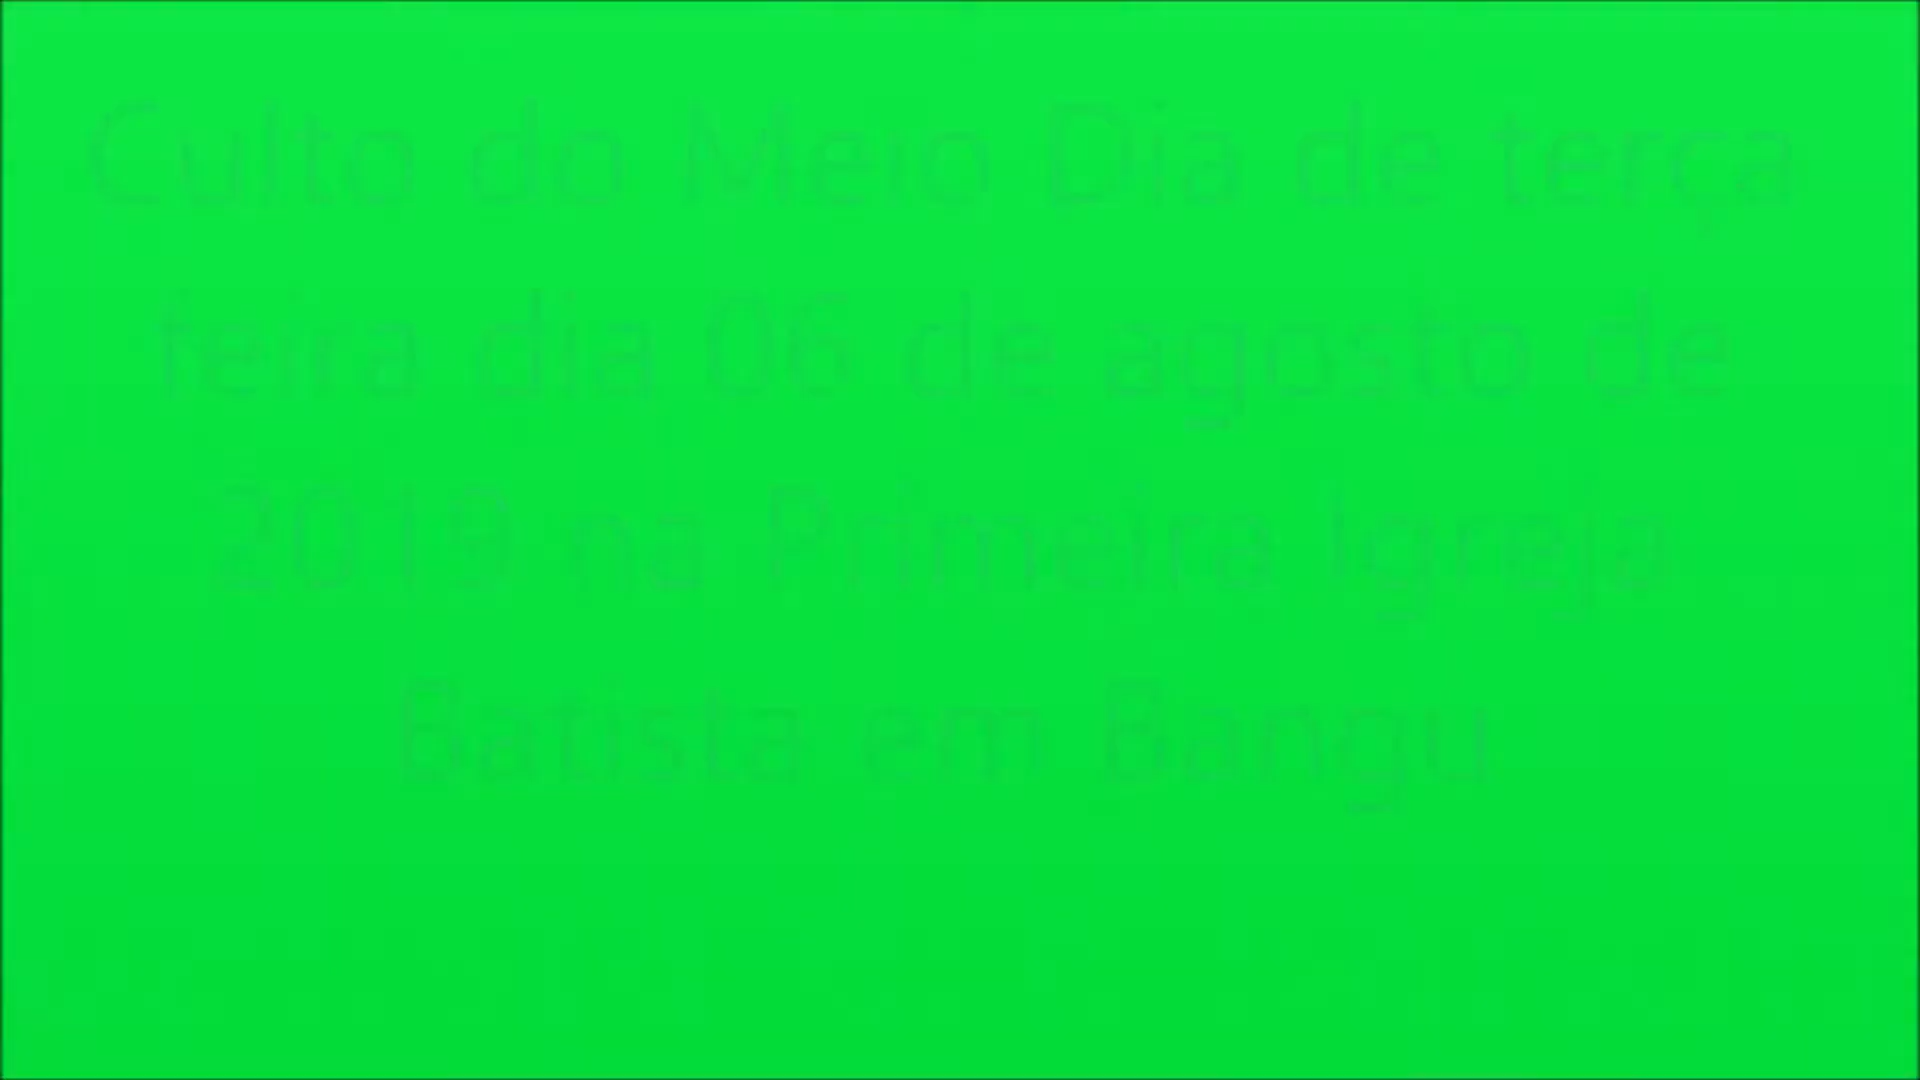 Culto do Meio Dia de terça
feira dia 06 de agosto de
2019 na Primeira Igreja
Batista em Bangu